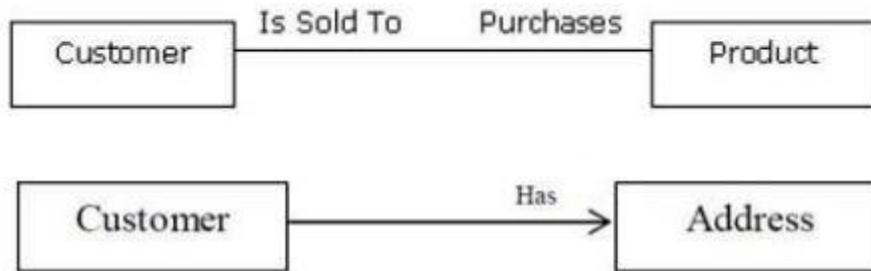 Is Sold To Purchases
Customer Product
Has
Customer Address